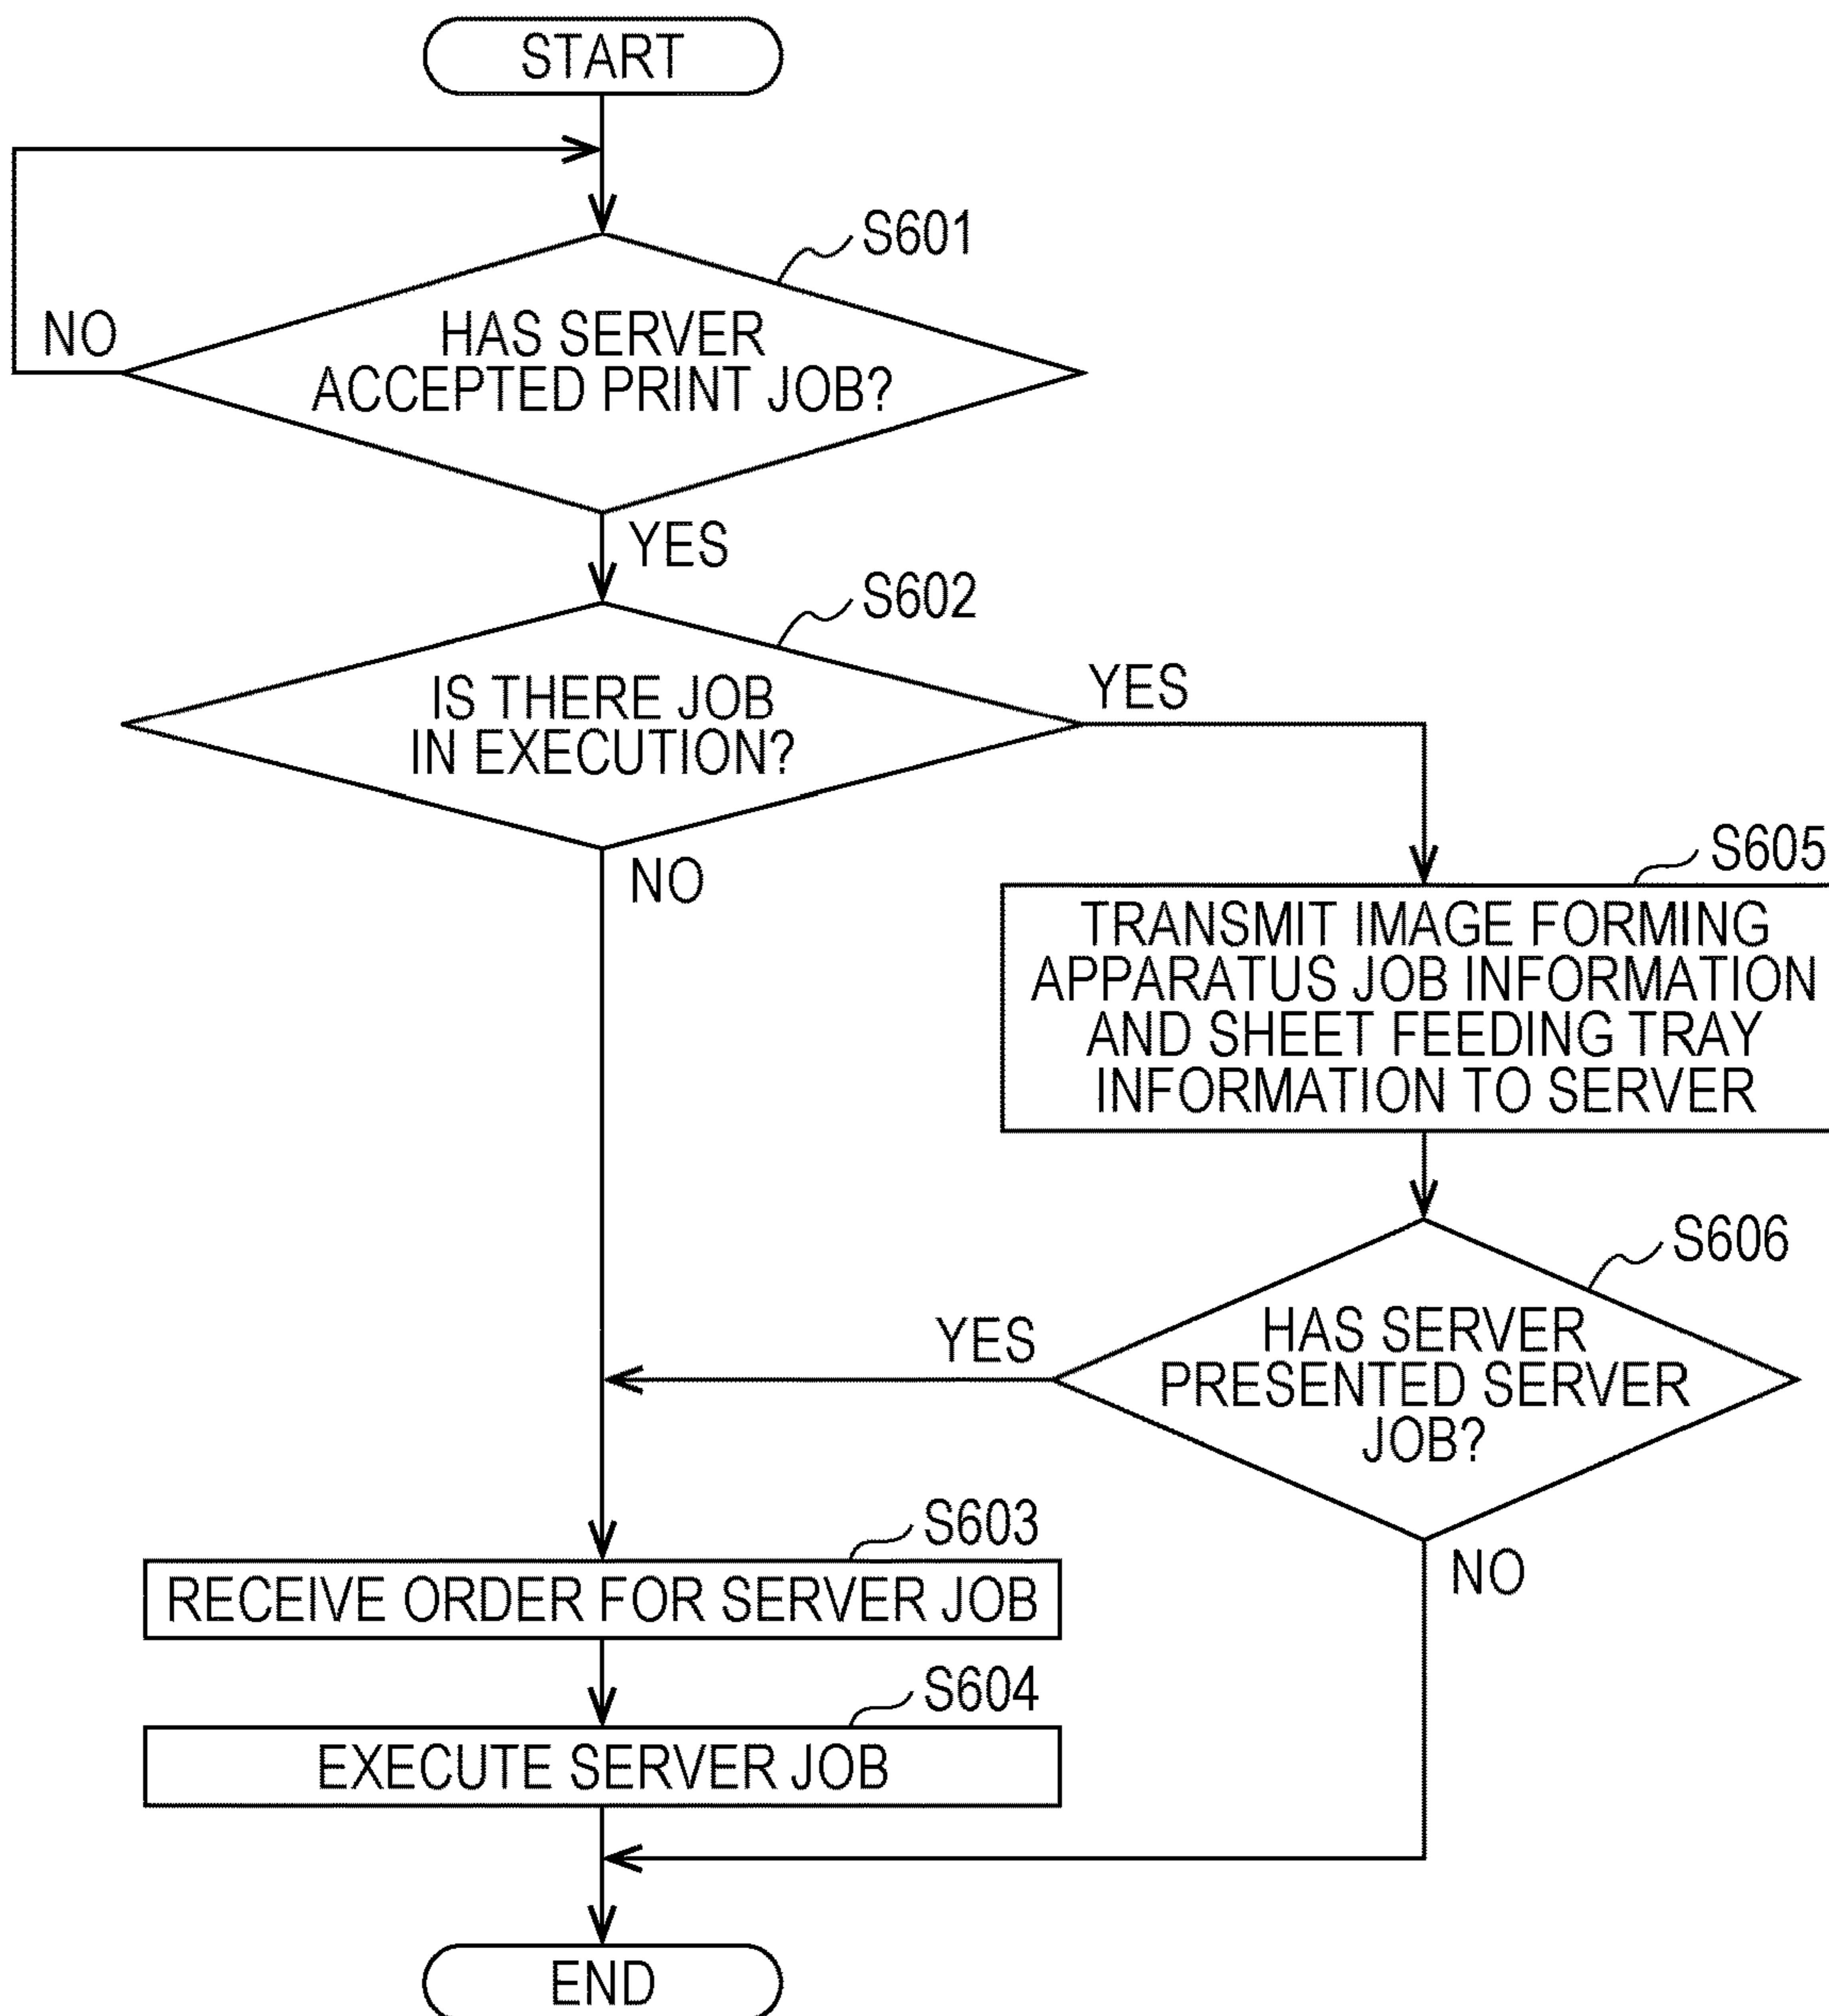 START
S601
HAS SERVER
ACCEPTED PRINT JOB?
NO
YES
S602
IS THERE JOB
IN EXECUTION?
YES
NO
S605
TRANSMIT IMAGE FORMING
APPARATUS JOB INFORMATION
AND SHEET FEEDING TRAY
INFORMATION TO SERVER
S606
HAS SERVER
PRESENTED SERVER
JOB?
YES
NO
S603
RECEIVE ORDER FOR SERVER JOB
S604
EXECUTE SERVER JOB
END